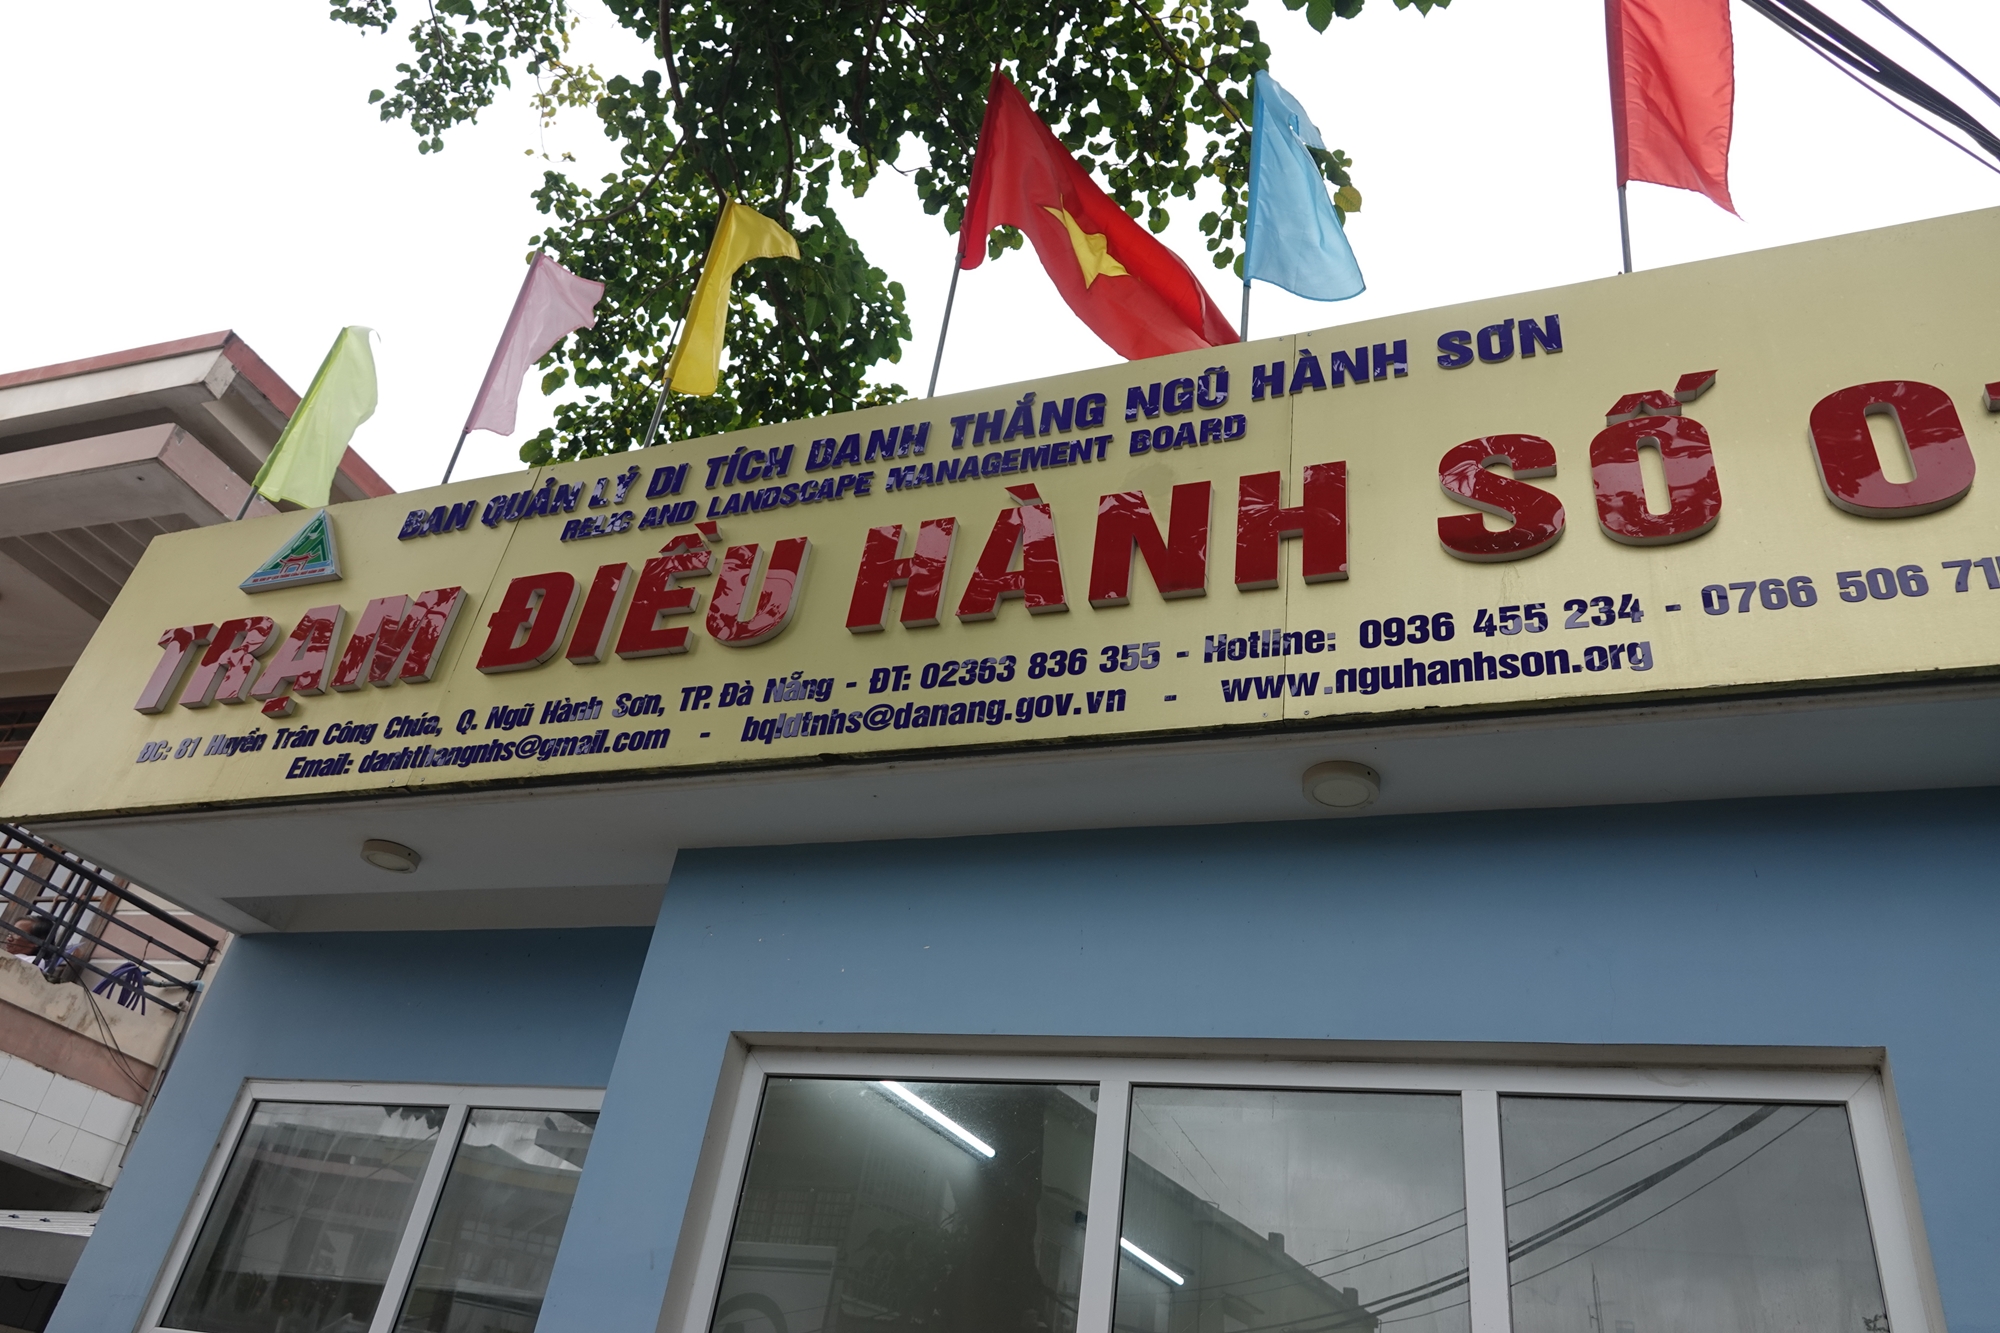 BAN QUẢN LÝ DI TÍCH DANH THẮNG NGŨ HÀNH SƠN
RELIC AND LANDSCAPE MANAGEMENT BOARD
TRẠM ĐIỀU HÀNH SỐ
ĐC: 81 Huyền Trân Công Chúa, Q. Ngũ Hành Sơn, TP. Đà Nẵng - ĐT: 02363 836 355 - Hotline: 0936 455 234 - 0766 506
Email: danhthangnhs@gmail.com - bqldtnhs@danang.gov.vn - www.nguhanhson.org